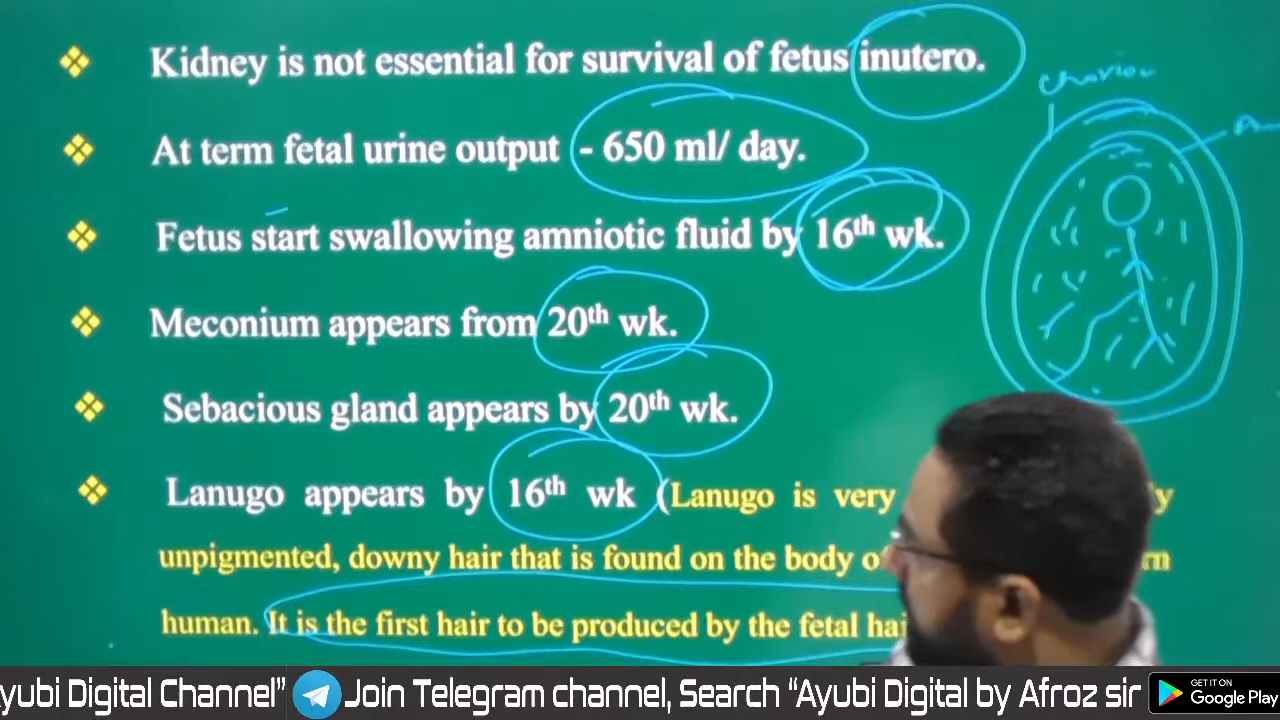 Kidney is not essential for survival of fetus inutero.
Chorion
At term fetal urine output - 650 ml/ day.
Fetus start swallowing amniotic fluid by 16th wk.
Meconium appears from 20th wk.
Sebacious gland appears by 20th wk.
Lanugo appears by 16th wk (Lanugo is very
unpigmented, downy hair that is found on the body
human. It is the first hair to be produced by the fetal
Ayubi Digital Channel” Join Telegram channel, Search “Ayubi Digital by Afroz sir
GET IT ON
Google Play